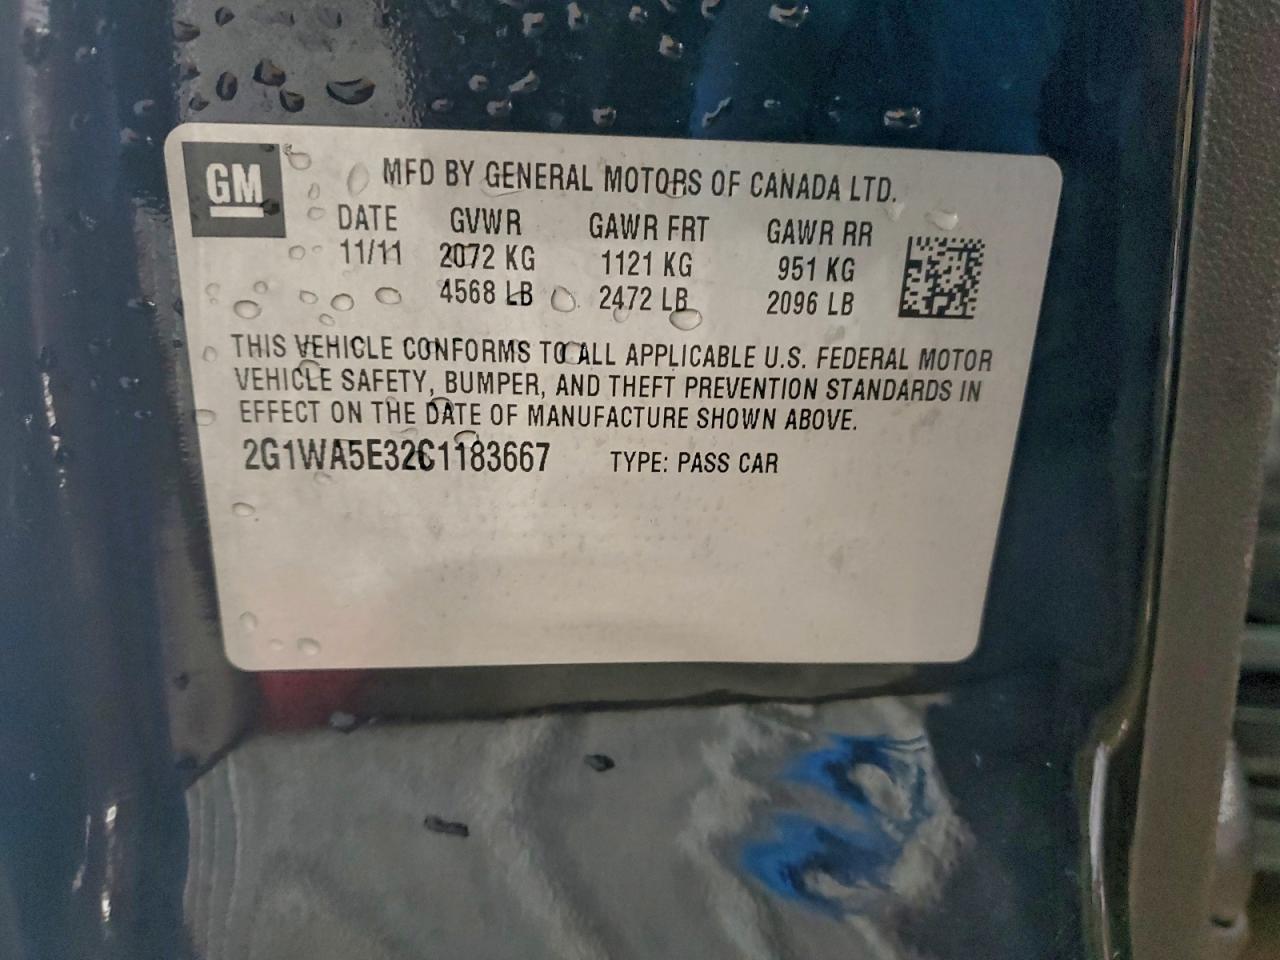 GM
MFD BY GENERAL MOTORS OF CANADA LTD.
DATE GVWR GAWR FRT GAWR RR
11/11 2072 KG 1121 KG 951 KG
4568 LB 2472 LB 2096 LB
THIS VEHICLE CONFORMS TO ALL APPLICABLE U.S. FEDERAL MOTOR
VEHICLE SAFETY, BUMPER, AND THEFT PREVENTION STANDARDS IN
EFFECT ON THE DATE OF MANUFACTURE SHOWN ABOVE.
2G1WA5E32C1183667 TYPE: PASS CAR